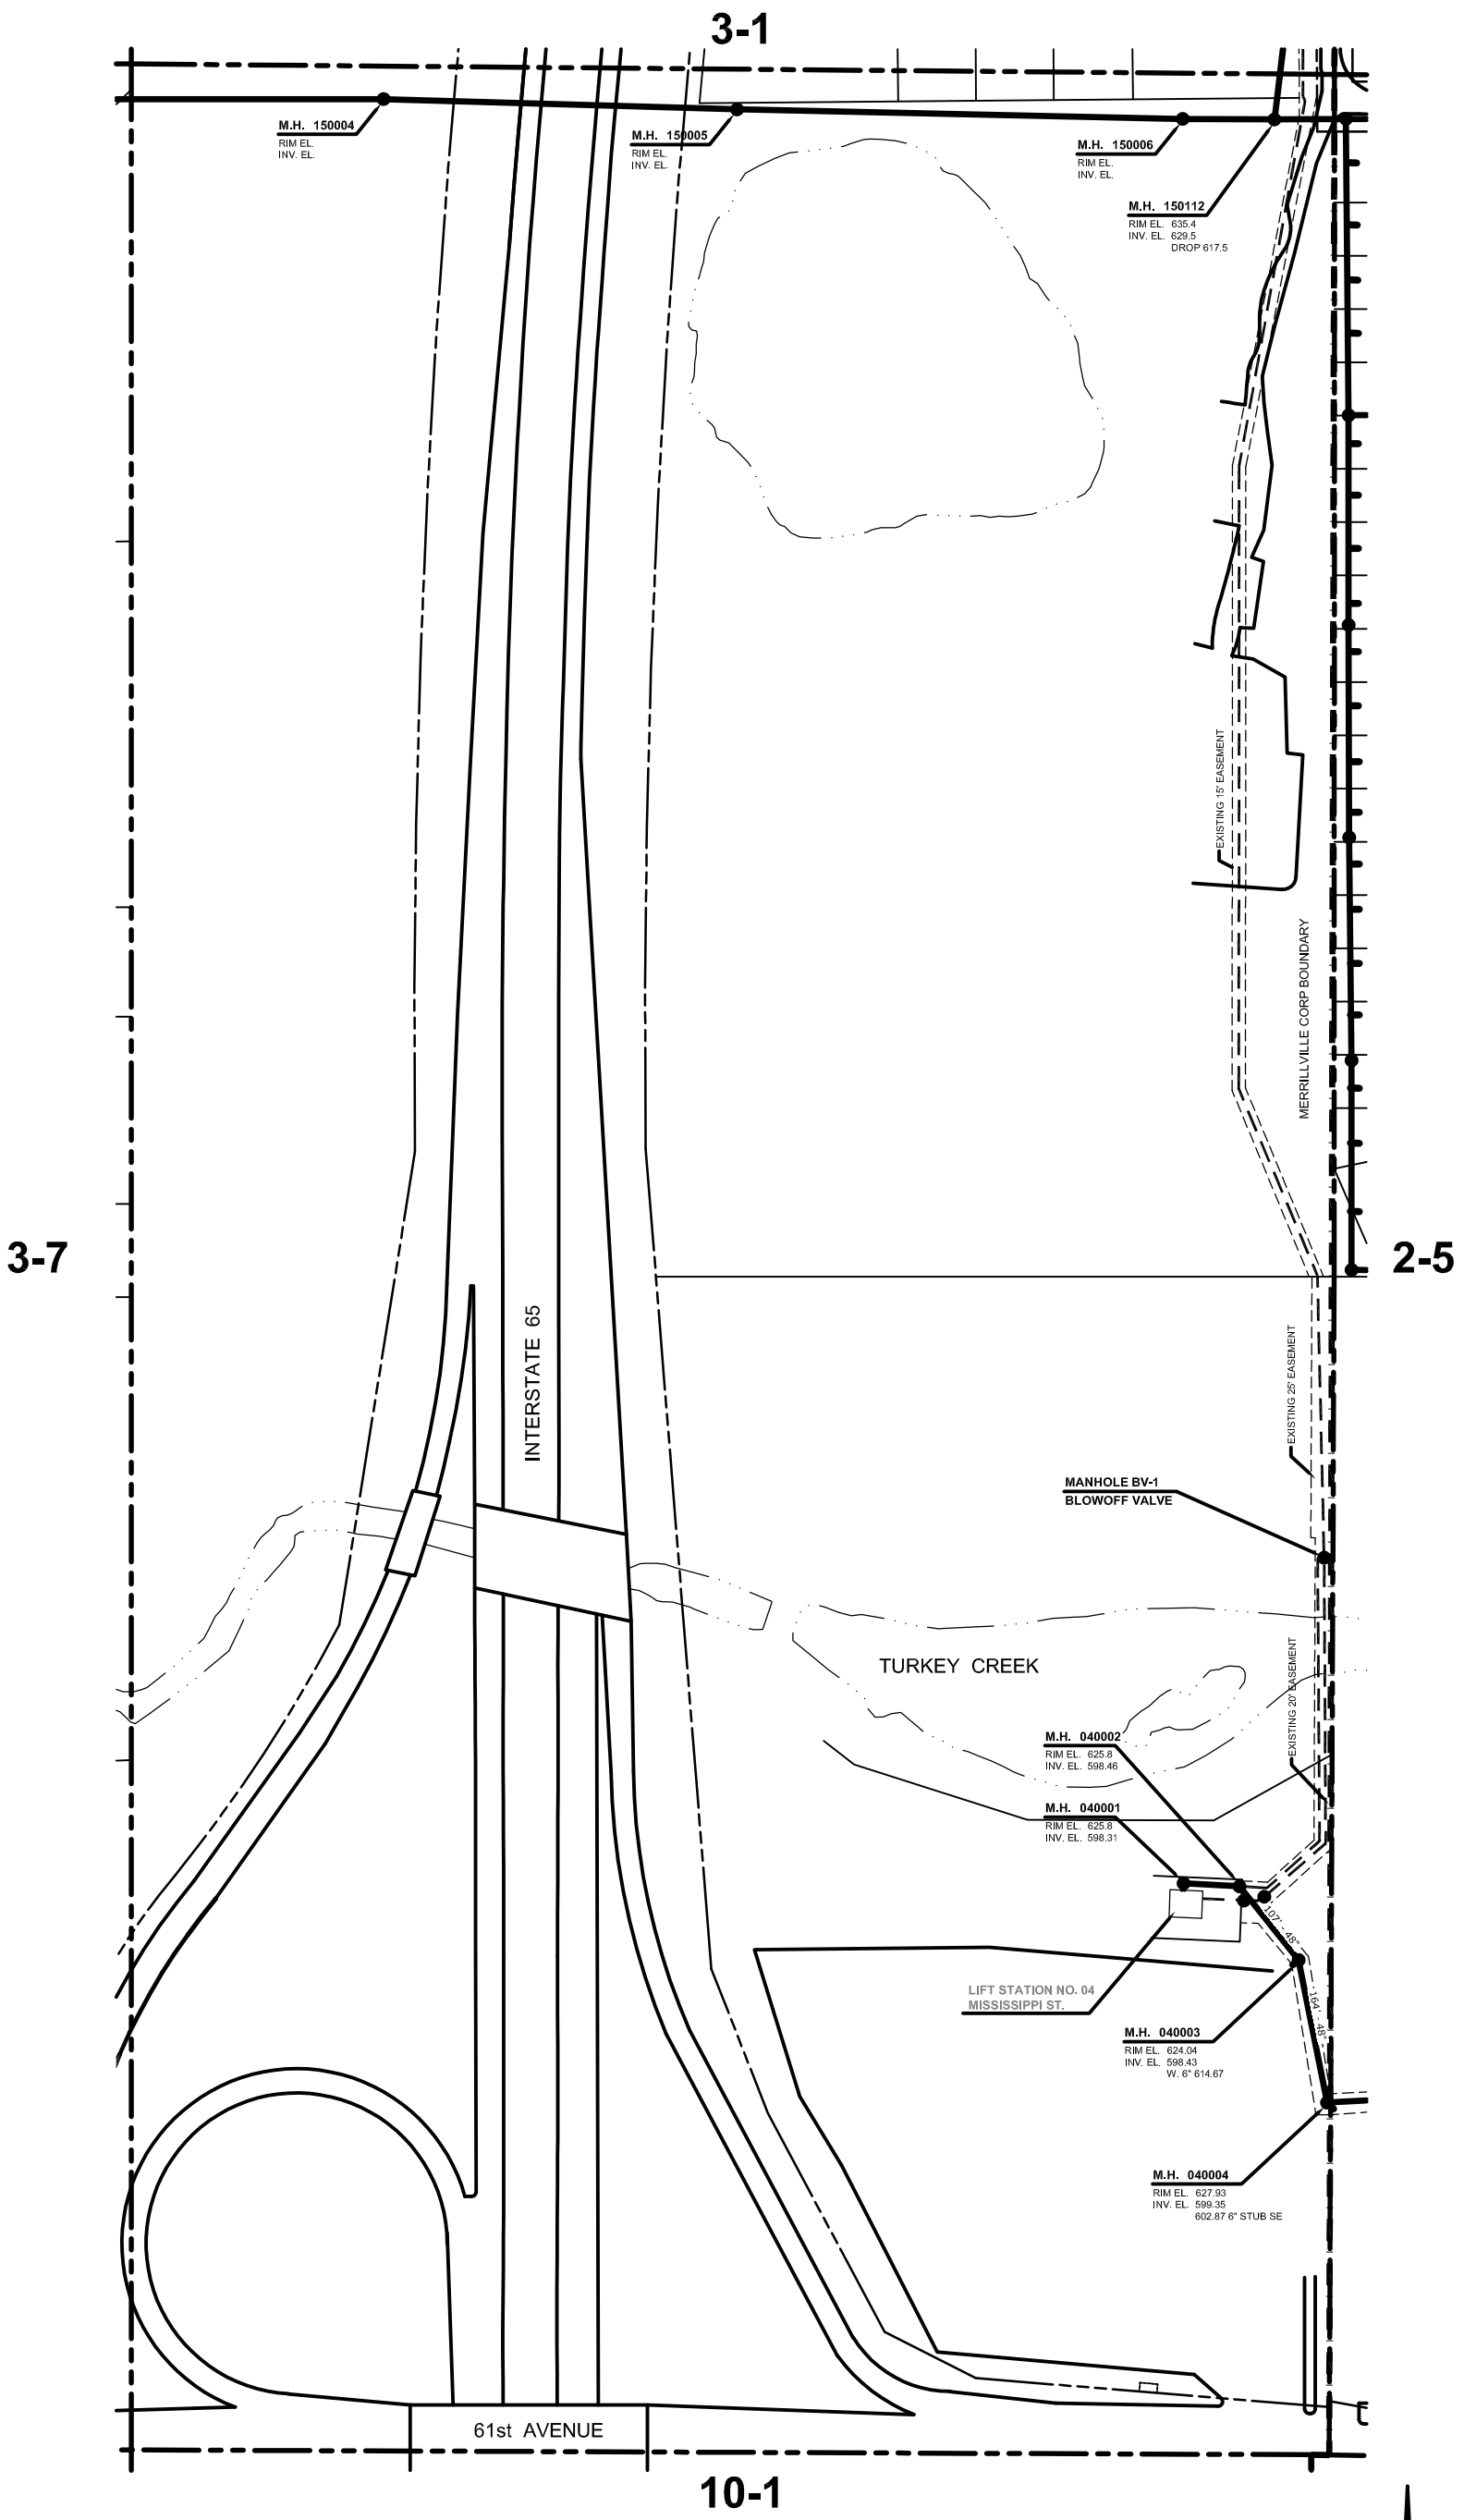 3-1
M.H. 150004
RIM EL.
INV. EL.
M.H. 150005
RIM EL.
INV. EL.
M.H. 150006
RIM EL.
INV. EL.
M.H. 150112
RIM EL. 635.4
INV. EL. 629.5
DROP 617.5
EXISTING 15' EASEMENT
MERRILLVILLE CORP BOUNDARY
3-7
2-5
INTERSTATE 65
EXISTING 25' EASEMENT
MANHOLE BV-1
BLOWOFF VALVE
TURKEY CREEK
EXISTING 20' EASEMENT
M.H. 040002
RIM EL. 625.8
INV. EL. 598.46
M.H. 040001
RIM EL. 625.8
INV. EL. 598.31
107' - 48"
LIFT STATION NO. 04
MISSISSIPPI ST.
164' - 48"
M.H. 040003
RIM EL. 624.04
INV. EL. 598.43
W. 6" 614.67
M.H. 040004
RIM EL. 627.93
INV. EL. 599.35
602.87 6" STUB SE
61st AVENUE
10-1